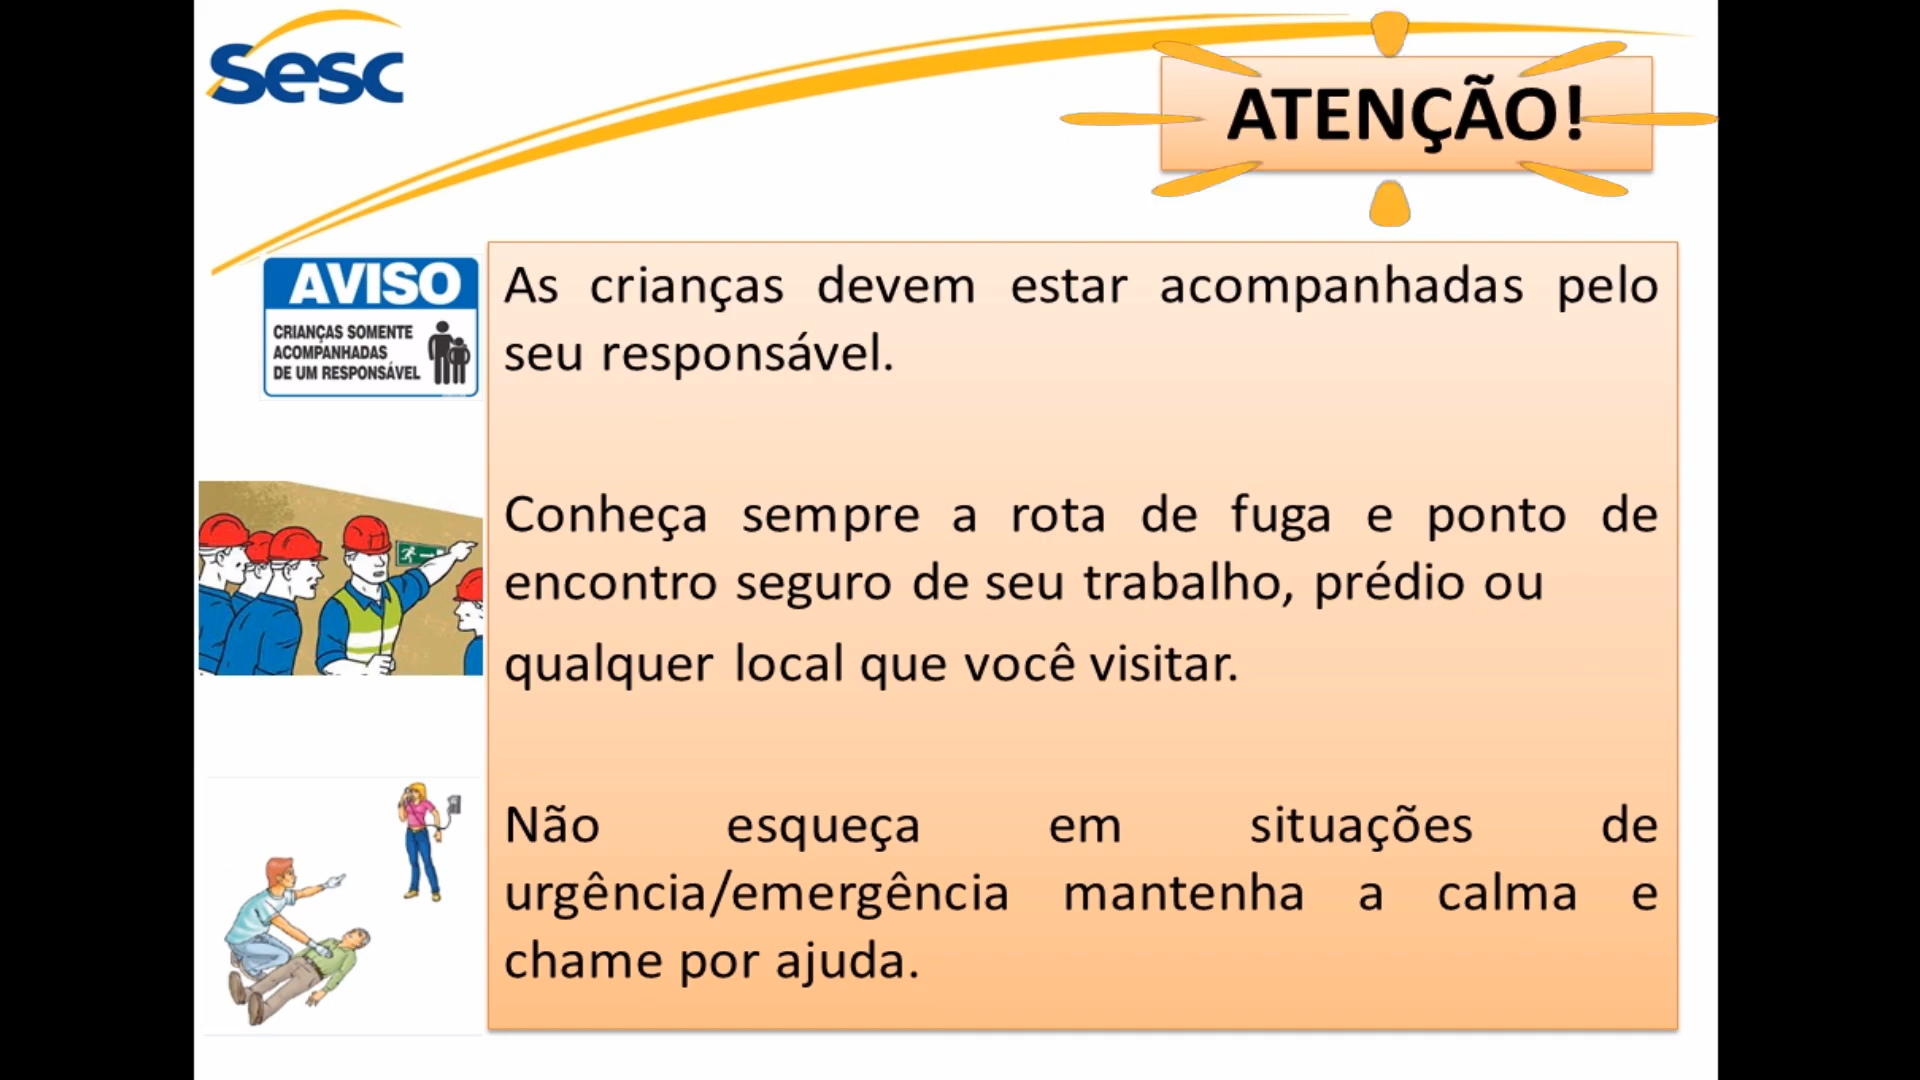 Sesc
ATENÇÃO!
AVISO
CRIANÇAS SOMENTE
ACOMPANHADAS
DE UM RESPONSÁVEL
As crianças devem estar acompanhadas pelo
seu responsável.
Conheça sempre a rota de fuga e ponto de
encontro seguro de seu trabalho, prédio ou
qualquer local que você visitar.
Não esqueça em situações de
urgência/emergência mantenha a calma e
chame por ajuda.